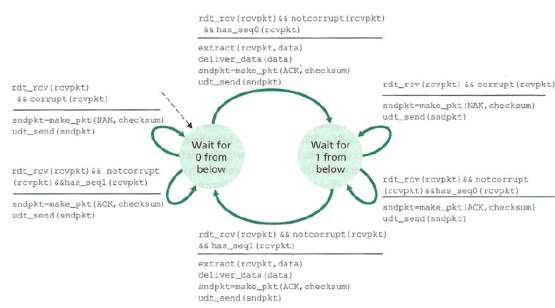 rdt_rcv(rcvpkt)&& notcorrupt(rcvpkt)
&& has_seq0(rcvpkt)
extract(rcvpkt,data)
deliver_data(data)
sndpkt=make_pkt(ACK,checksum)
udt_send(sndpkt)
rdt_rcv(rcvpkt)
&& corrupt(rcvpkt)
sndpkt=make_pkt(NAK,checksum)
udt_send(sndpkt)
rdt_rcv(rcvpkt) && corrupt(rcvpkt)
sndpkt=make_pkt(NAK,checksum)
udt_send(sndpkt)
Wait for
0 from
below
Wait for
1 from
below
rdt_rcv(rcvpkt)&& notcorrupt
(rcvpkt)&&has_seq1(rcvpkt)
sndpkt=make_pkt(ACK,checksum)
udt_send(sndpkt)
rdt_rcv(rcvpkt)&& notcorrupt
(rcvpkt)&&has_seq0(rcvpkt)
sndpkt=make_pkt(ACK,checksum)
udt_send(sndpkt)
rdt_rcv(rcvpkt) && notcorrupt(rcvpkt)
&& has_seq1(rcvpkt)
extract(rcvpkt,data)
deliver_data(data)
sndpkt=make_pkt(ACK,checksum)
udt_send(sndpkt)